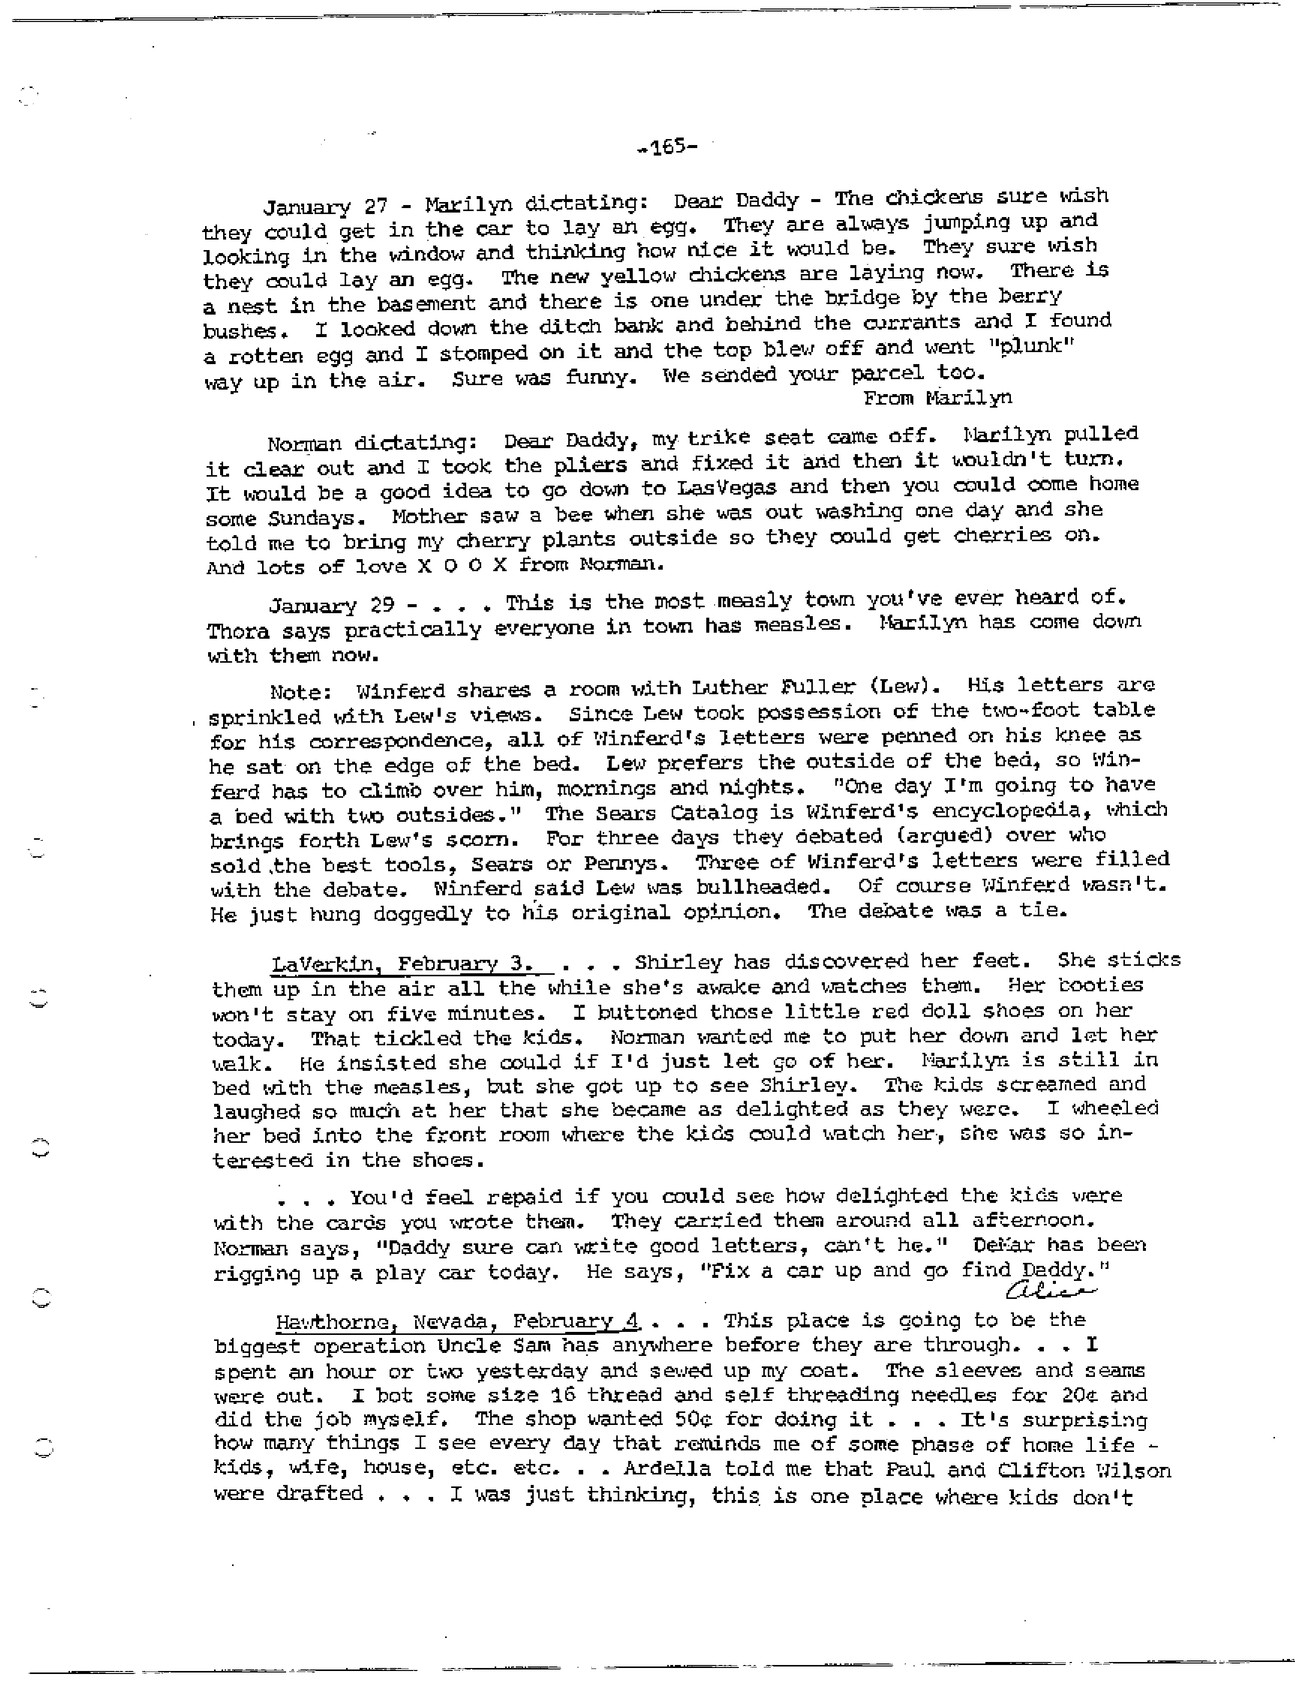 -165-
January 27 - Marilyn dictating: Dear Daddy - The chickens sure wish
they could get in the car to lay an egg. They are always jumping up and
looking in the window and thinking how nice it would be. They sure wish
they could lay an egg. The new yellow chickens are laying now. There is
a nest in the basement and there is one under the bridge by the berry
bushes. I looked down the ditch bank and behind the currants and I found
a rotten egg and I stomped on it and the top blew off and went "plunk"
way up in the air. Sure was funny. We sended your parcel too.
From Marilyn
Norman dictating: Dear Daddy, my trike seat came off. Marilyn pulled
it clear out and I took the pliers and fixed it and then it wouldn't turn.
It would be a good idea to go down to LasVegas and then you could come home
some Sundays. Mother saw a bee when she was out washing one day and she
told me to bring my cherry plants outside so they could get cherries on.
And lots of love X O O X from Norman.
January 29 - . . . This is the most measly town you've ever heard of.
Thora says practically everyone in town has measles. Marilyn has come down
with them now.
Note: Winferd shares a room with Luther Fuller (Lew). His letters are
sprinkled with Lew's views. Since Lew took possession of the two-foot table
for his correspondence, all of Winferd's letters were penned on his knee as
he sat on the edge of the bed. Lew prefers the outside of the bed, so Win-
ferd has to climb over him, mornings and nights. "One day I'm going to have
a bed with two outsides." The Sears Catalog is Winferd's encyclopedia, which
brings forth Lew's scorn. For three days they debated (argued) over who
sold the best tools, Sears or Pennys. Three of Winferd's letters were filled
with the debate. Winferd said Lew was bullheaded. Of course Winferd wasn't.
He just hung doggedly to his original opinion. The debate was a tie.
LaVerkin, February 3. . . . Shirley has discovered her feet. She sticks
them up in the air all the while she's awake and watches them. Her booties
won't stay on five minutes. I buttoned those little red doll shoes on her
today. That tickled the kids. Norman wanted me to put her down and let her
walk. He insisted she could if I'd just let go of her. Marilyn is still in
bed with the measles, but she got up to see Shirley. The kids screamed and
laughed so much at her that she became as delighted as they were. I wheeled
her bed into the front room where the kids could watch her, she was so in-
terested in the shoes.
. . . You'd feel repaid if you could see how delighted the kids were
with the cards you wrote them. They carried them around all afternoon.
Norman says, "Daddy sure can write good letters, can't he." DeMar has been
rigging up a play car today. He says, "Fix a car up and go find Daddy."
Alice
Hawthorne, Nevada, February 4 . . . This place is going to be the
biggest operation Uncle Sam has anywhere before they are through. . . I
spent an hour or two yesterday and sewed up my coat. The sleeves and seams
were out. I bot some size 16 thread and self threading needles for 20¢ and
did the job myself. The shop wanted 50¢ for doing it . . . It's surprising
how many things I see every day that reminds me of some phase of home life -
kids, wife, house, etc. etc. . . Ardella told me that Paul and Clifton Wilson
were drafted . . . I was just thinking, this is one place where kids don't